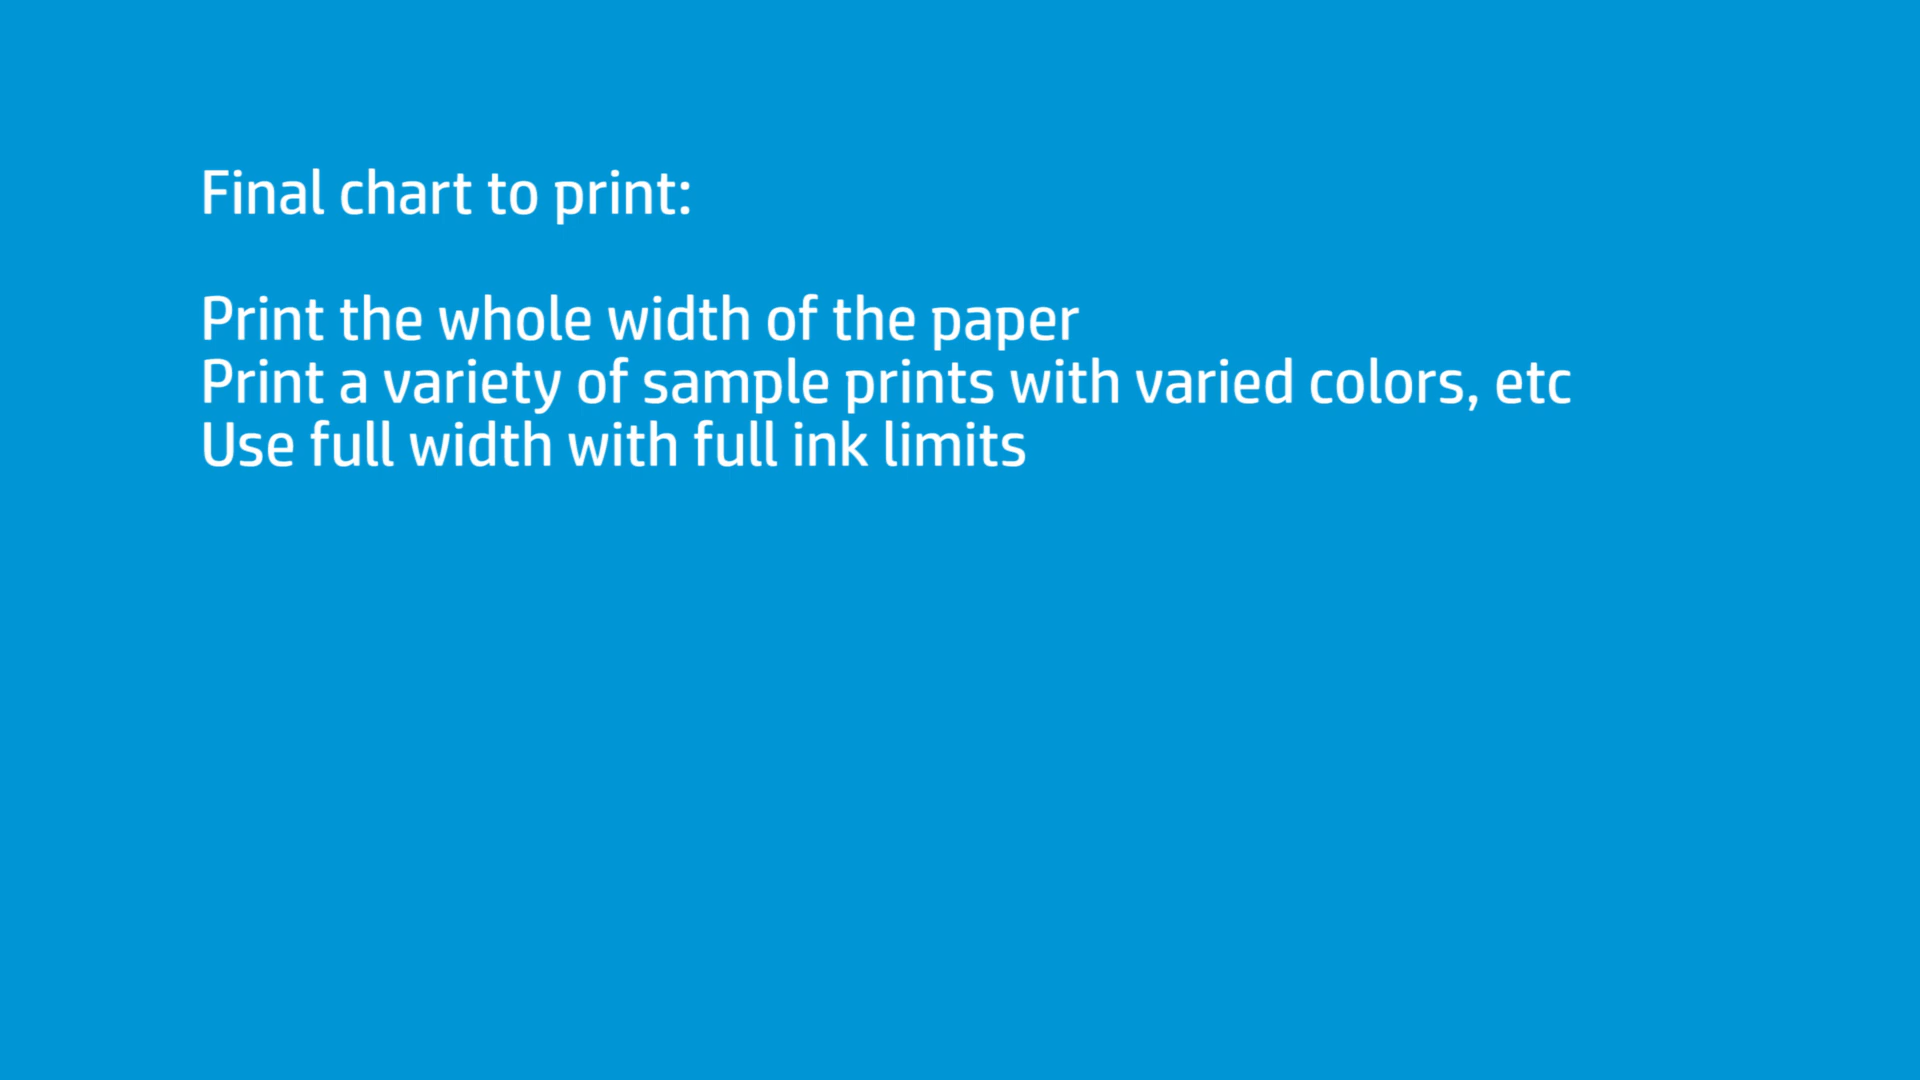 Final chart to print:
Print the whole width of the paper
Print a variety of sample prints with varied colors, etc
Use full width with full ink limits